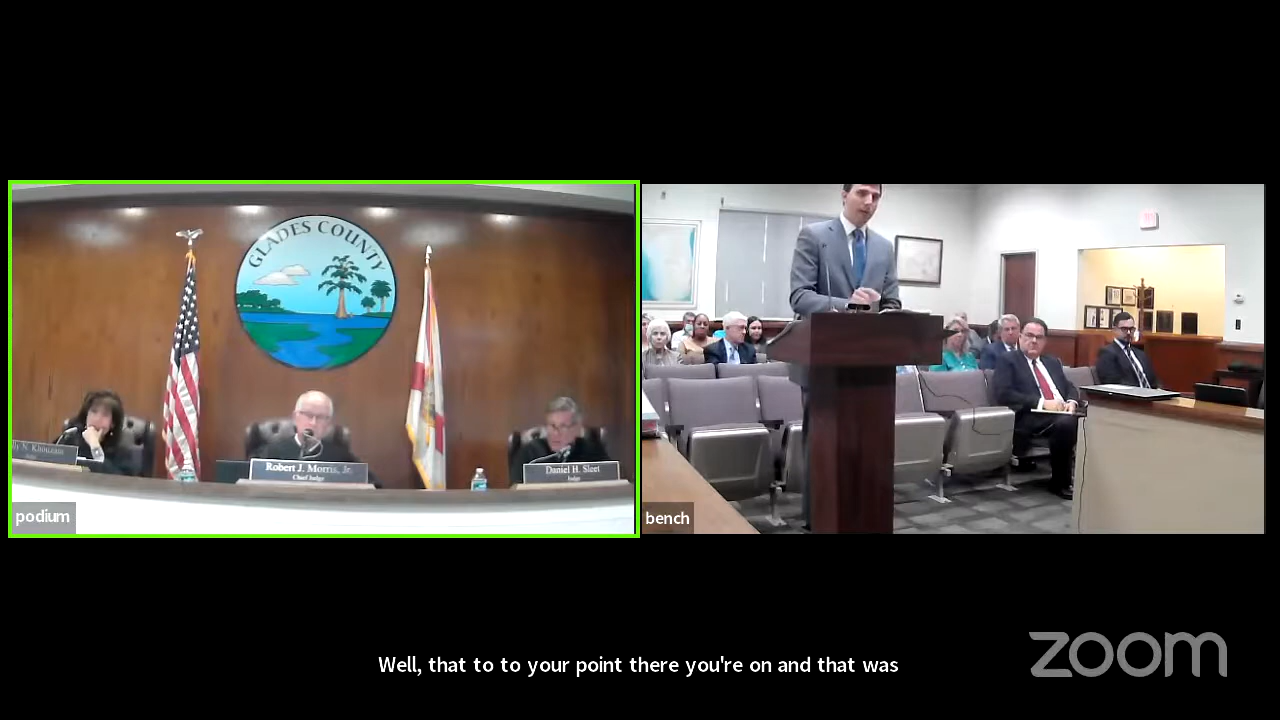 GLADES COUNTY
Robert J. Morris, Jr.
Chief Judge
Daniel H. Sleet
Judge
podium
bench
Well, that to to your point there you're on and that was
zoom